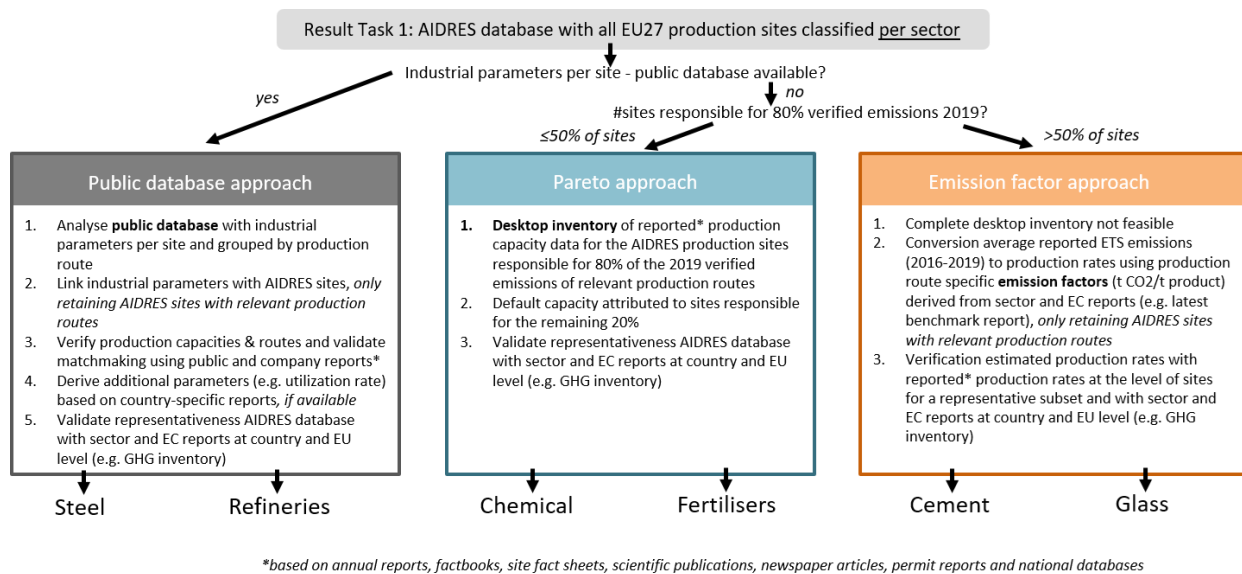 Result Task 1: AIDRES database with all EU27 production sites classified per sector
Industrial parameters per site - public database available?
yes
no
#sites responsible for 80% verified emissions 2019?
≤50% of sites
>50% of sites
Public database approach
1. Analyse public database with industrial
parameters per site and grouped by production
route
2. Link industrial parameters with AIDRES sites, only
retaining AIDRES sites with relevant production
routes
3. Verify production capacities & routes and validate
matchmaking using public and company reports*
4. Derive additional parameters (e.g. utilization rate)
based on country-specific reports, if available
5. Validate representativeness AIDRES database
with sector and EC reports at country and EU
level (e.g. GHG inventory)
Pareto approach
1. Desktop inventory of reported* production
capacity data for the AIDRES production sites
responsible for 80% of the 2019 verified
emissions of relevant production routes
2. Default capacity attributed to sites responsible
for the remaining 20%
3. Validate representativeness AIDRES database
with sector and EC reports at country and EU
level (e.g. GHG inventory)
Emission factor approach
1. Complete desktop inventory not feasible
2. Conversion average reported ETS emissions
(2016-2019) to production rates using production
route specific emission factors (t CO2/t product)
derived from sector and EC reports (e.g. latest
benchmark report), only retaining AIDRES sites
with relevant production routes
3. Verification estimated production rates with
reported* production rates at the level of sites
for a representative subset and with sector and
EC reports at country and EU level (e.g. GHG
inventory)
Steel
Refineries
Chemical
Fertilisers
Cement
Glass
*based on annual reports, factbooks, site fact sheets, scientific publications, newspaper articles, permit reports and national databases